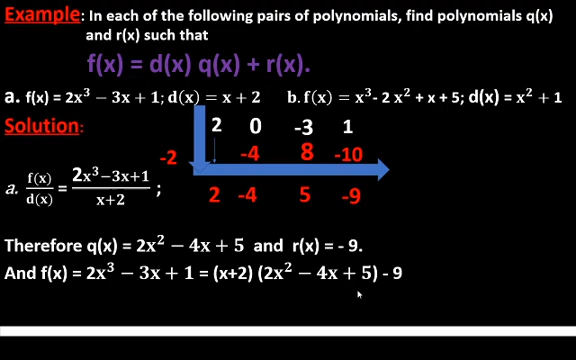 Example: In each of the following pairs of polynomials, find polynomials q(x)
and r(x) such that
f(x) = d(x) q(x) + r(x).
a. f(x) = 2x³ − 3x + 1; d(x) = x + 2 b. f(x) = x³- 2 x² + x + 5; d(x) = x² + 1
Solution:
2 0 -3 1
-2 -4 8 -10
a. f(x)/d(x) = 2x³−3x+1/x+2 ;
2 -4 5 -9
Therefore q(x) = 2x² − 4x + 5 and r(x) = - 9.
And f(x) = 2x³ − 3x + 1 = (x+2) (2x² − 4x + 5) - 9